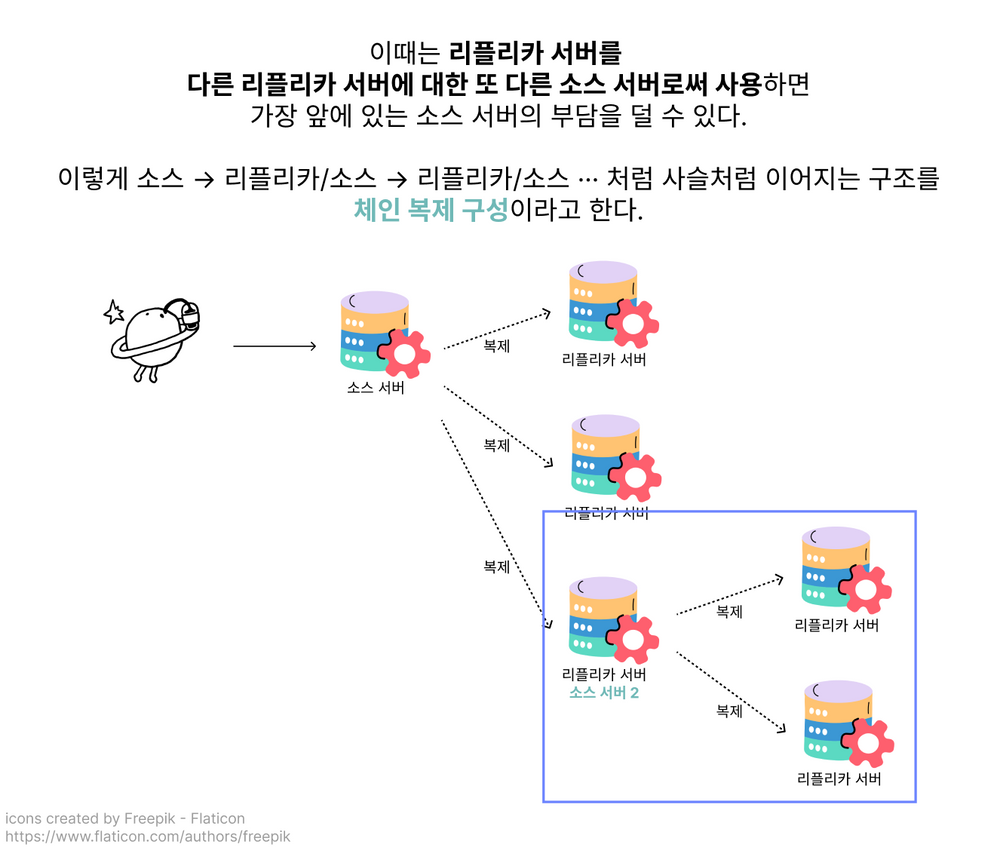 이때는 리플리카 서버를
다른 리플리카 서버에 대한 또 다른 소스 서버로써 사용하면
가장 앞에 있는 소스 서버의 부담을 덜 수 있다.
이렇게 소스 → 리플리카/소스 → 리플리카/소스 … 처럼 사슬처럼 이어지는 구조를
체인 복제 구성이라고 한다.
복제
리플리카 서버
소스 서버
복제
리플리카 서버
복제
복제
리플리카 서버
리플리카 서버
소스 서버 2
복제
리플리카 서버
icons created by Freepik - Flaticon
https://www.flaticon.com/authors/freepik